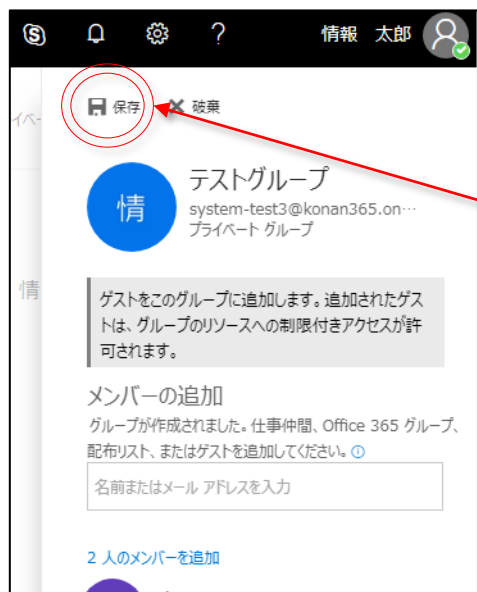 情報 太郎
イベ-
保存 破棄
テストグループ
情
system-test3@konan365.on…
プライベート グループ
情
ゲストをこのグループに追加します。追加されたゲス
トは、グループのリソースへの制限付きアクセスが許
可されます。
メンバーの追加
グループが作成されました。仕事仲間、Office 365 グループ、
配布リスト、またはゲストを追加してください。
名前またはメール アドレスを入力
2 人のメンバーを追加